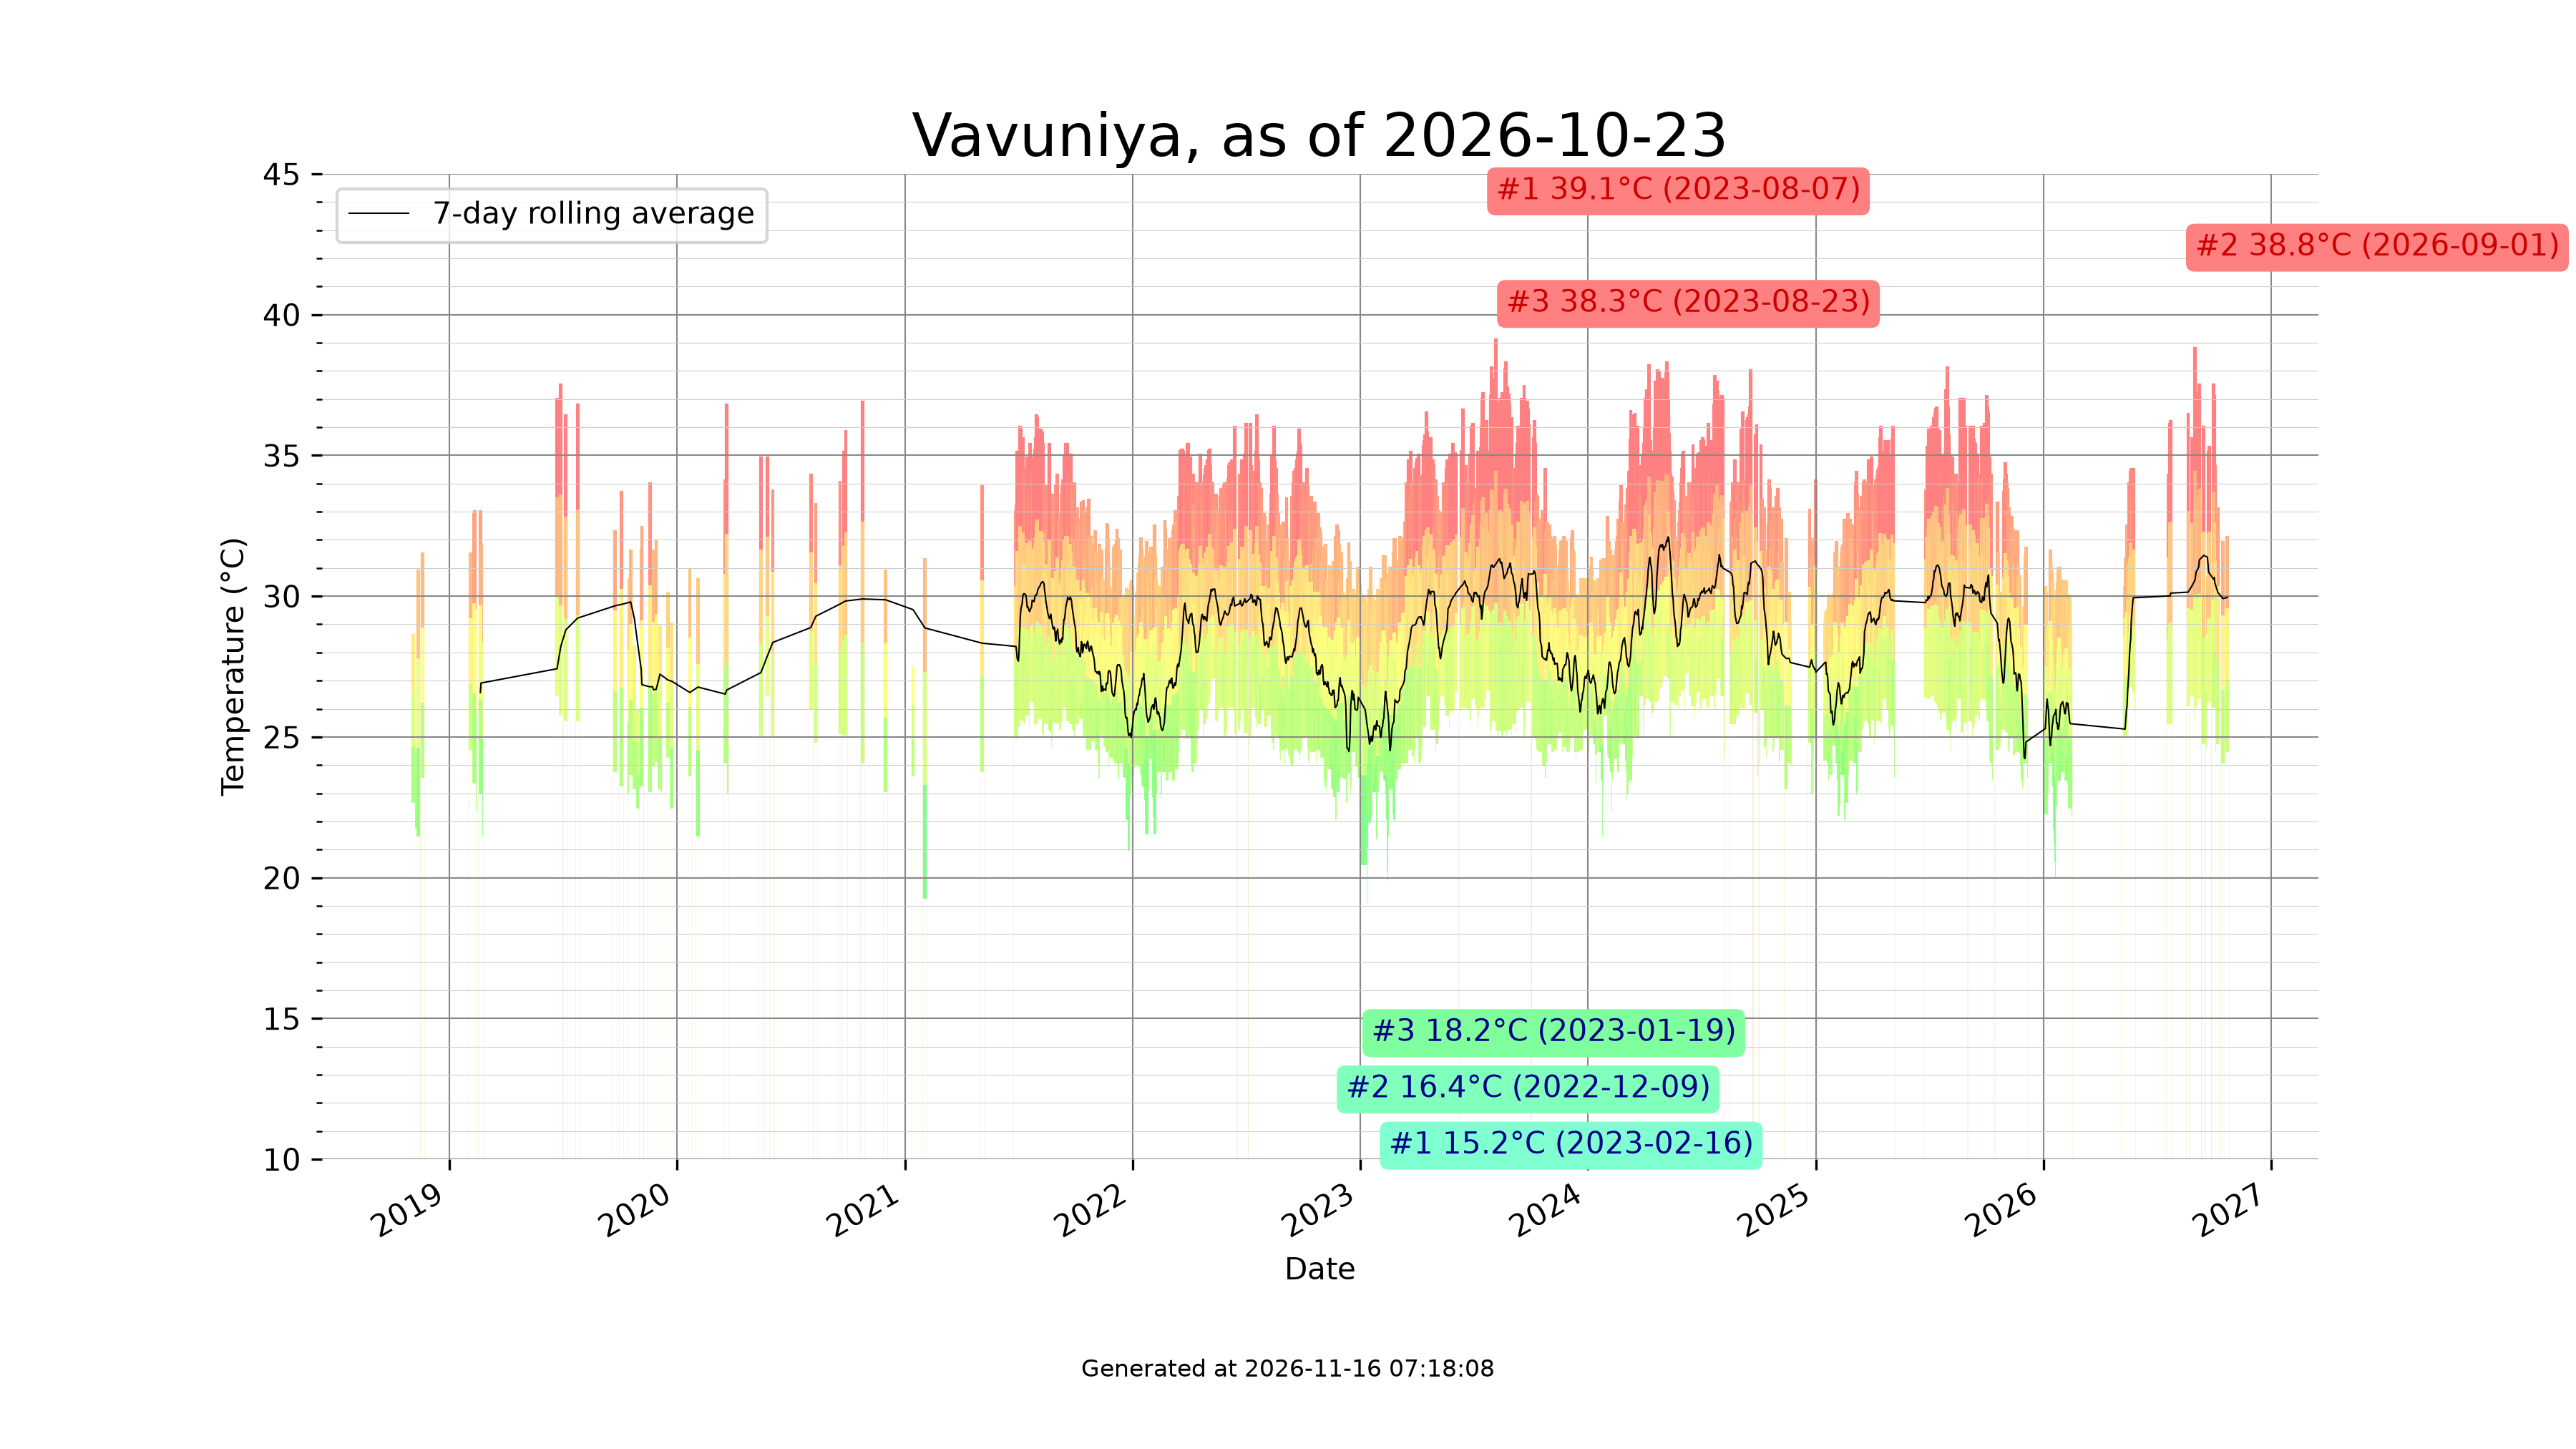 Vavuniya, as of 2026-10-23
45
40
35
30
25
20
15
10
Temperature (°C)
7-day rolling average
#1 39.1°C (2023-08-07)
#2 38.8°C (2026-09-01)
#3 38.3°C (2023-08-23)
#3 18.2°C (2023-01-19)
#2 16.4°C (2022-12-09)
#1 15.2°C (2023-02-16)
2019
2020
2021
2022
2023
2024
2025
2026
2027
Date
Generated at 2026-11-16 07:18:08